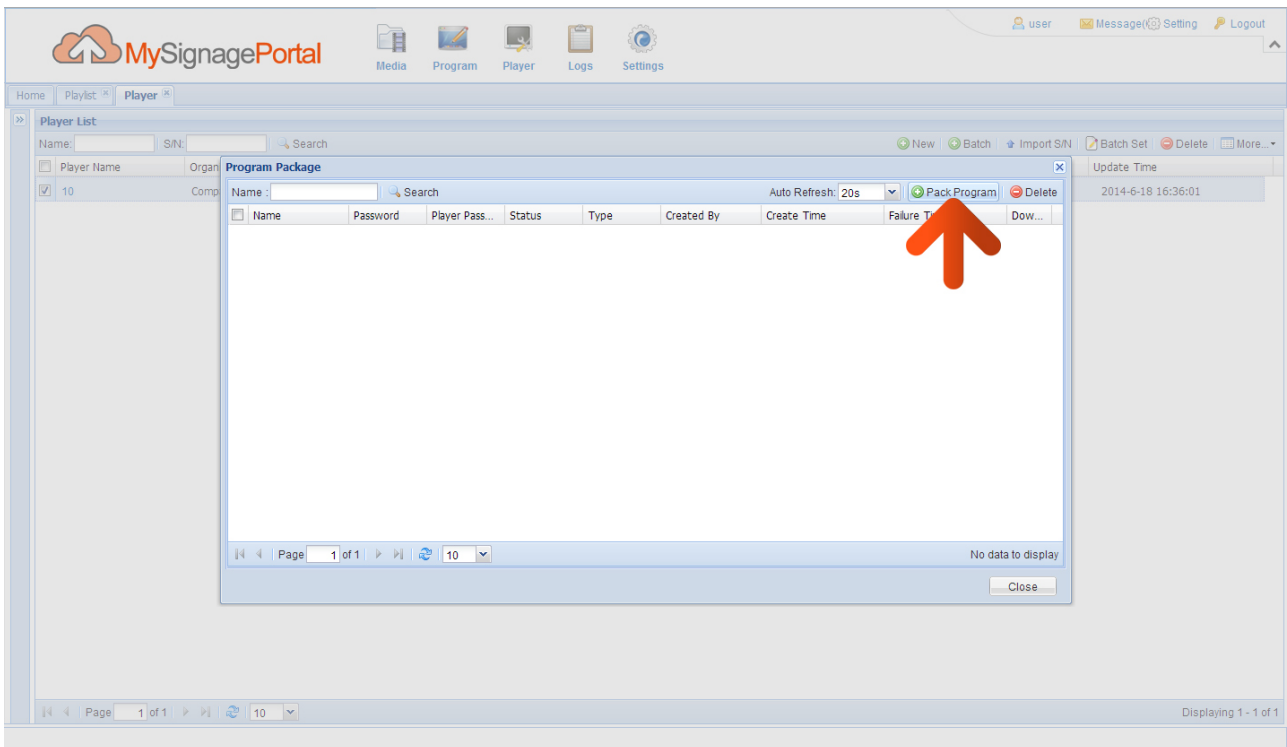 user Message( Setting Logout
MySignagePortal
Media Program Player Logs Settings
Home Playlist Player
Player List
Name: S/N: Search New Batch Import S/N Batch Set Delete More...
Player Name Organ Update Time
10 Comp 2014-6-18 16:36:01
Program Package
Name : Search Auto Refresh: 20s Pack Program Delete
Name Password Player Pass... Status Type Created By Create Time Failure Dow...
Page 1 of 1 10 No data to display
Close
Page 1 of 1 10 Displaying 1 - 1 of 1